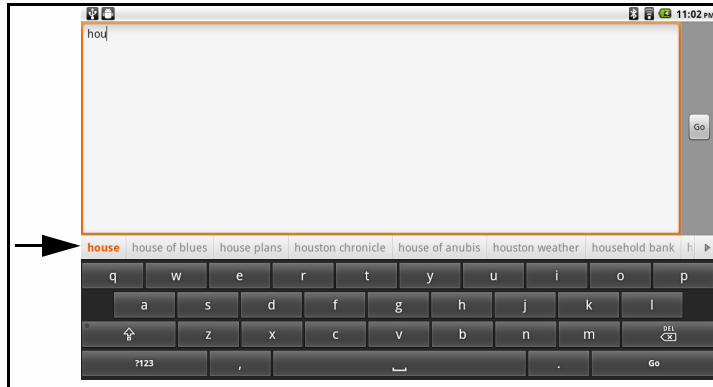 11:02 PM
hou
Go
house house of blues house plans houston chronicle house of anubis houston weather household bank h
q w e r t y u i o p
a s d f g h j k l
z x c v b n m DEL
?123 , . Go